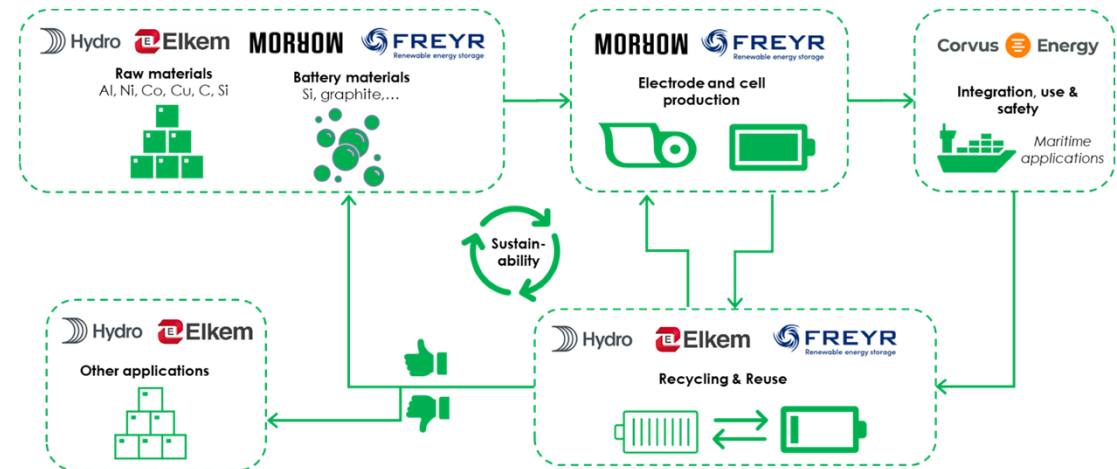 Hydro
Elkem
MORROW
FREYR
Renewable energy storage
Raw materials
Al, Ni, Co, Cu, C, Si
Battery materials
Si, graphite,...
MORROW
FREYR
Renewable energy storage
Electrode and cell
production
Corvus Energy
Integration, use &
safety
Maritime
applications
Sustain-
ability
Hydro
Elkem
Other applications
Hydro
Elkem
FREYR
Renewable energy storage
Recycling & Reuse